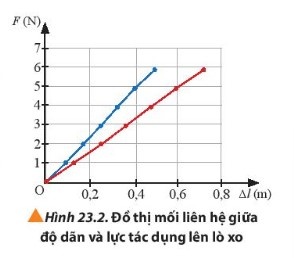 F (N)
7
6
5
4
3
2
1
O
0,2
0,4
0,6
0,8
Δl (m)
Hình 23.2. Đồ thị mối liên hệ giữa
độ dãn và lực tác dụng lên lò xo